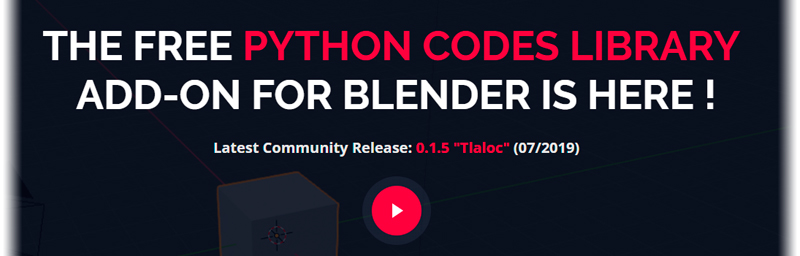 THE FREE PYTHON CODES LIBRARY
ADD-ON FOR BLENDER IS HERE !
Latest Community Release: 0.1.5 "Tlaloc" (07/2019)